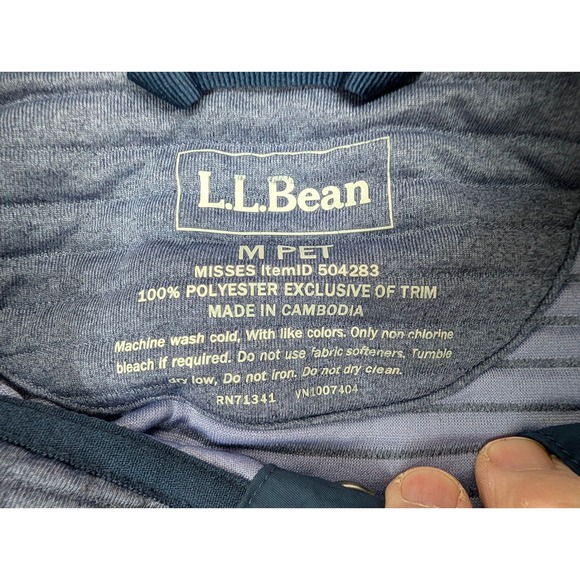 L.L.Bean
M PET
MISSES ItemID 504283
100% POLYESTER EXCLUSIVE OF TRIM
MADE IN CAMBODIA
Machine wash cold, With like colors. Only non-chlorine
bleach if required. Do not use fabric softeners. Tumble
dry low, Do not Iron. Do not dry clean.
RN71341 VN1007404